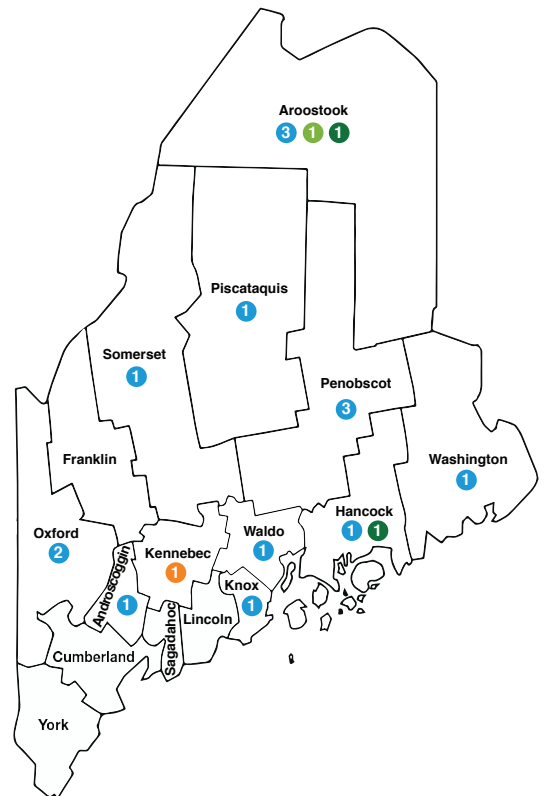 Aroostook
3 1 1
Piscataquis
1
Somerset
1
Penobscot
3
Franklin
Washington
1
Hancock
1 1
Oxford
2
Waldo
1
Kennebec
1
Androscoggin
1
Knox
1
Lincoln
Sagadahoc
Cumberland
York